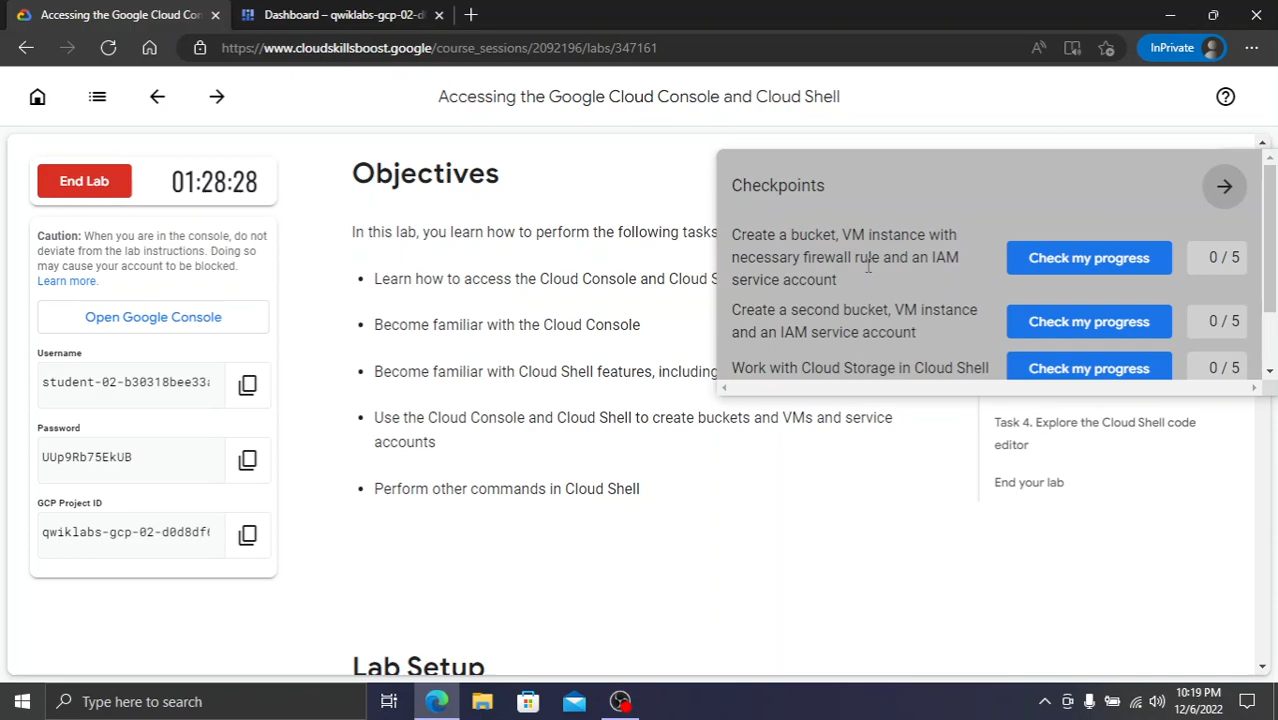 Accessing the Google Cloud Con
Dashboard – qwiklabs-gcp-02-d
https://www.cloudskillsboost.google/course_sessions/2092196/labs/347161
InPrivate
Accessing the Google Cloud Console and Cloud Shell
End Lab
01:28:28
Caution: When you are in the console, do not
deviate from the lab instructions. Doing so
may cause your account to be blocked.
Learn more.
Open Google Console
Username
student-02-b30318bee33
Password
UUp9Rb75EkUB
GCP Project ID
qwiklabs-gcp-02-d0d8df
Objectives
In this lab, you learn how to perform the following tasks
• Learn how to access the Cloud Console and Cloud S
• Become familiar with the Cloud Console
• Become familiar with Cloud Shell features, including
• Use the Cloud Console and Cloud Shell to create buckets and VMs and service
accounts
• Perform other commands in Cloud Shell
Lab Setup
Checkpoints
Create a bucket, VM instance with
necessary firewall rule and an IAM
service account
Check my progress
0 / 5
Create a second bucket, VM instance
and an IAM service account
Check my progress
0 / 5
Work with Cloud Storage in Cloud Shell
Check my progress
0 / 5
Task 4. Explore the Cloud Shell code
editor
End your lab
Type here to search
10:19 PM
12/6/2022